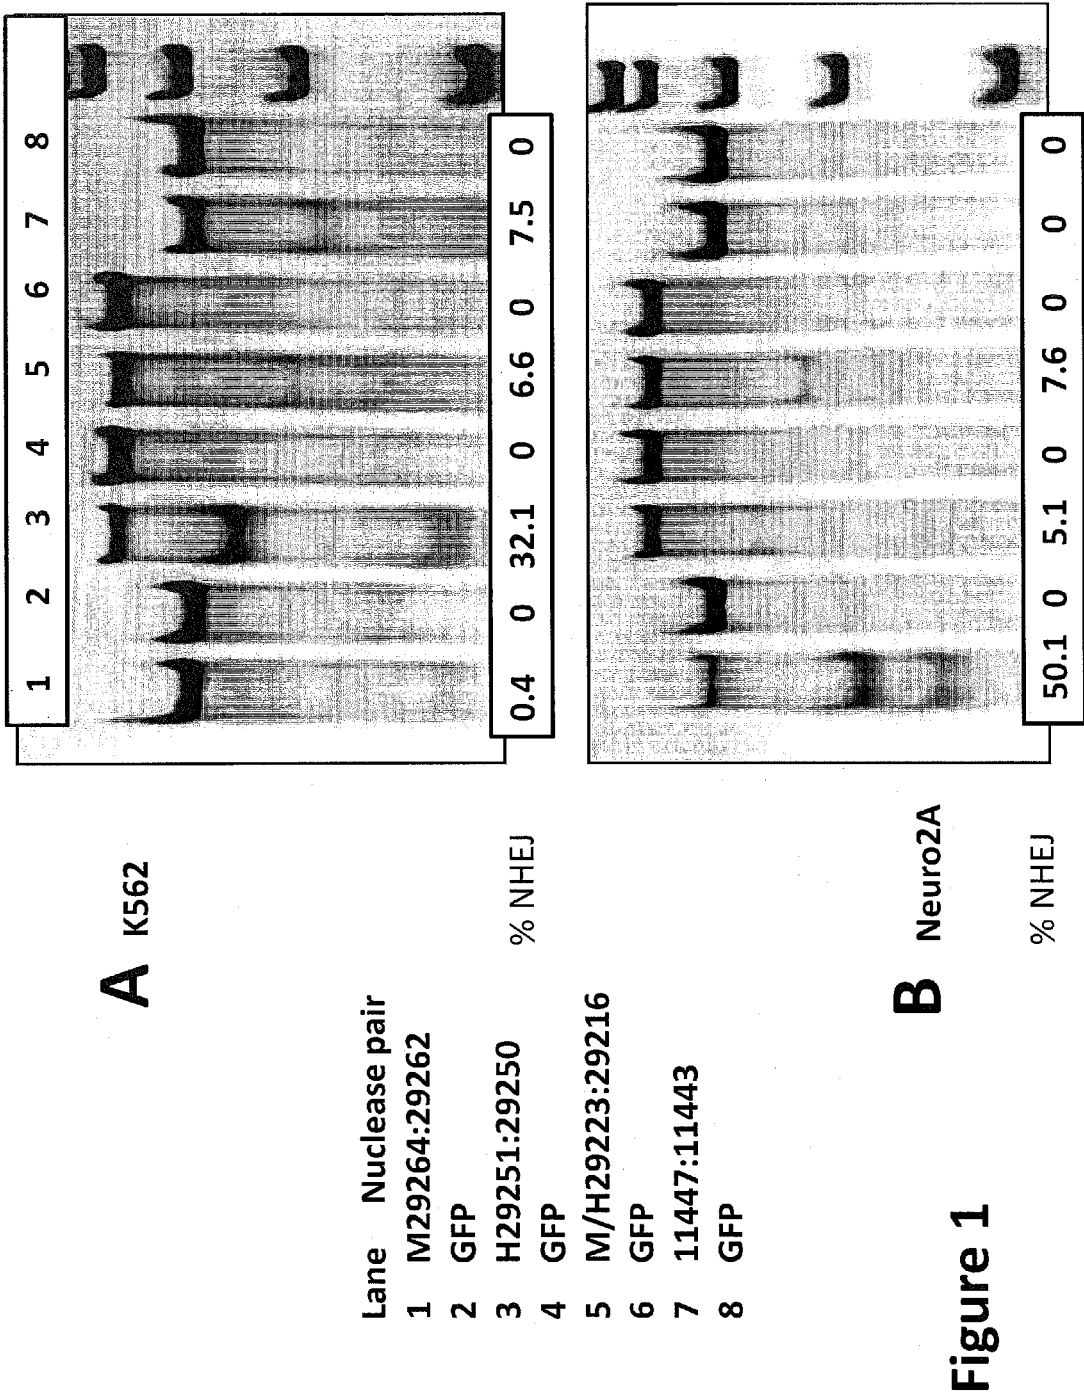 A K562
1 2 3 4 5 6 7 8
% NHEJ 0.4 0 32.1 0 6.6 0 7.5 0
Lane Nuclease pair
1 M29264:29262
2 GFP
3 H29251:29250
4 GFP
5 M/H29223:29216
6 GFP
7 11447:11443
8 GFP
B Neuro2A
% NHEJ 50.1 0 5.1 0 7.6 0 0 0
Figure 1